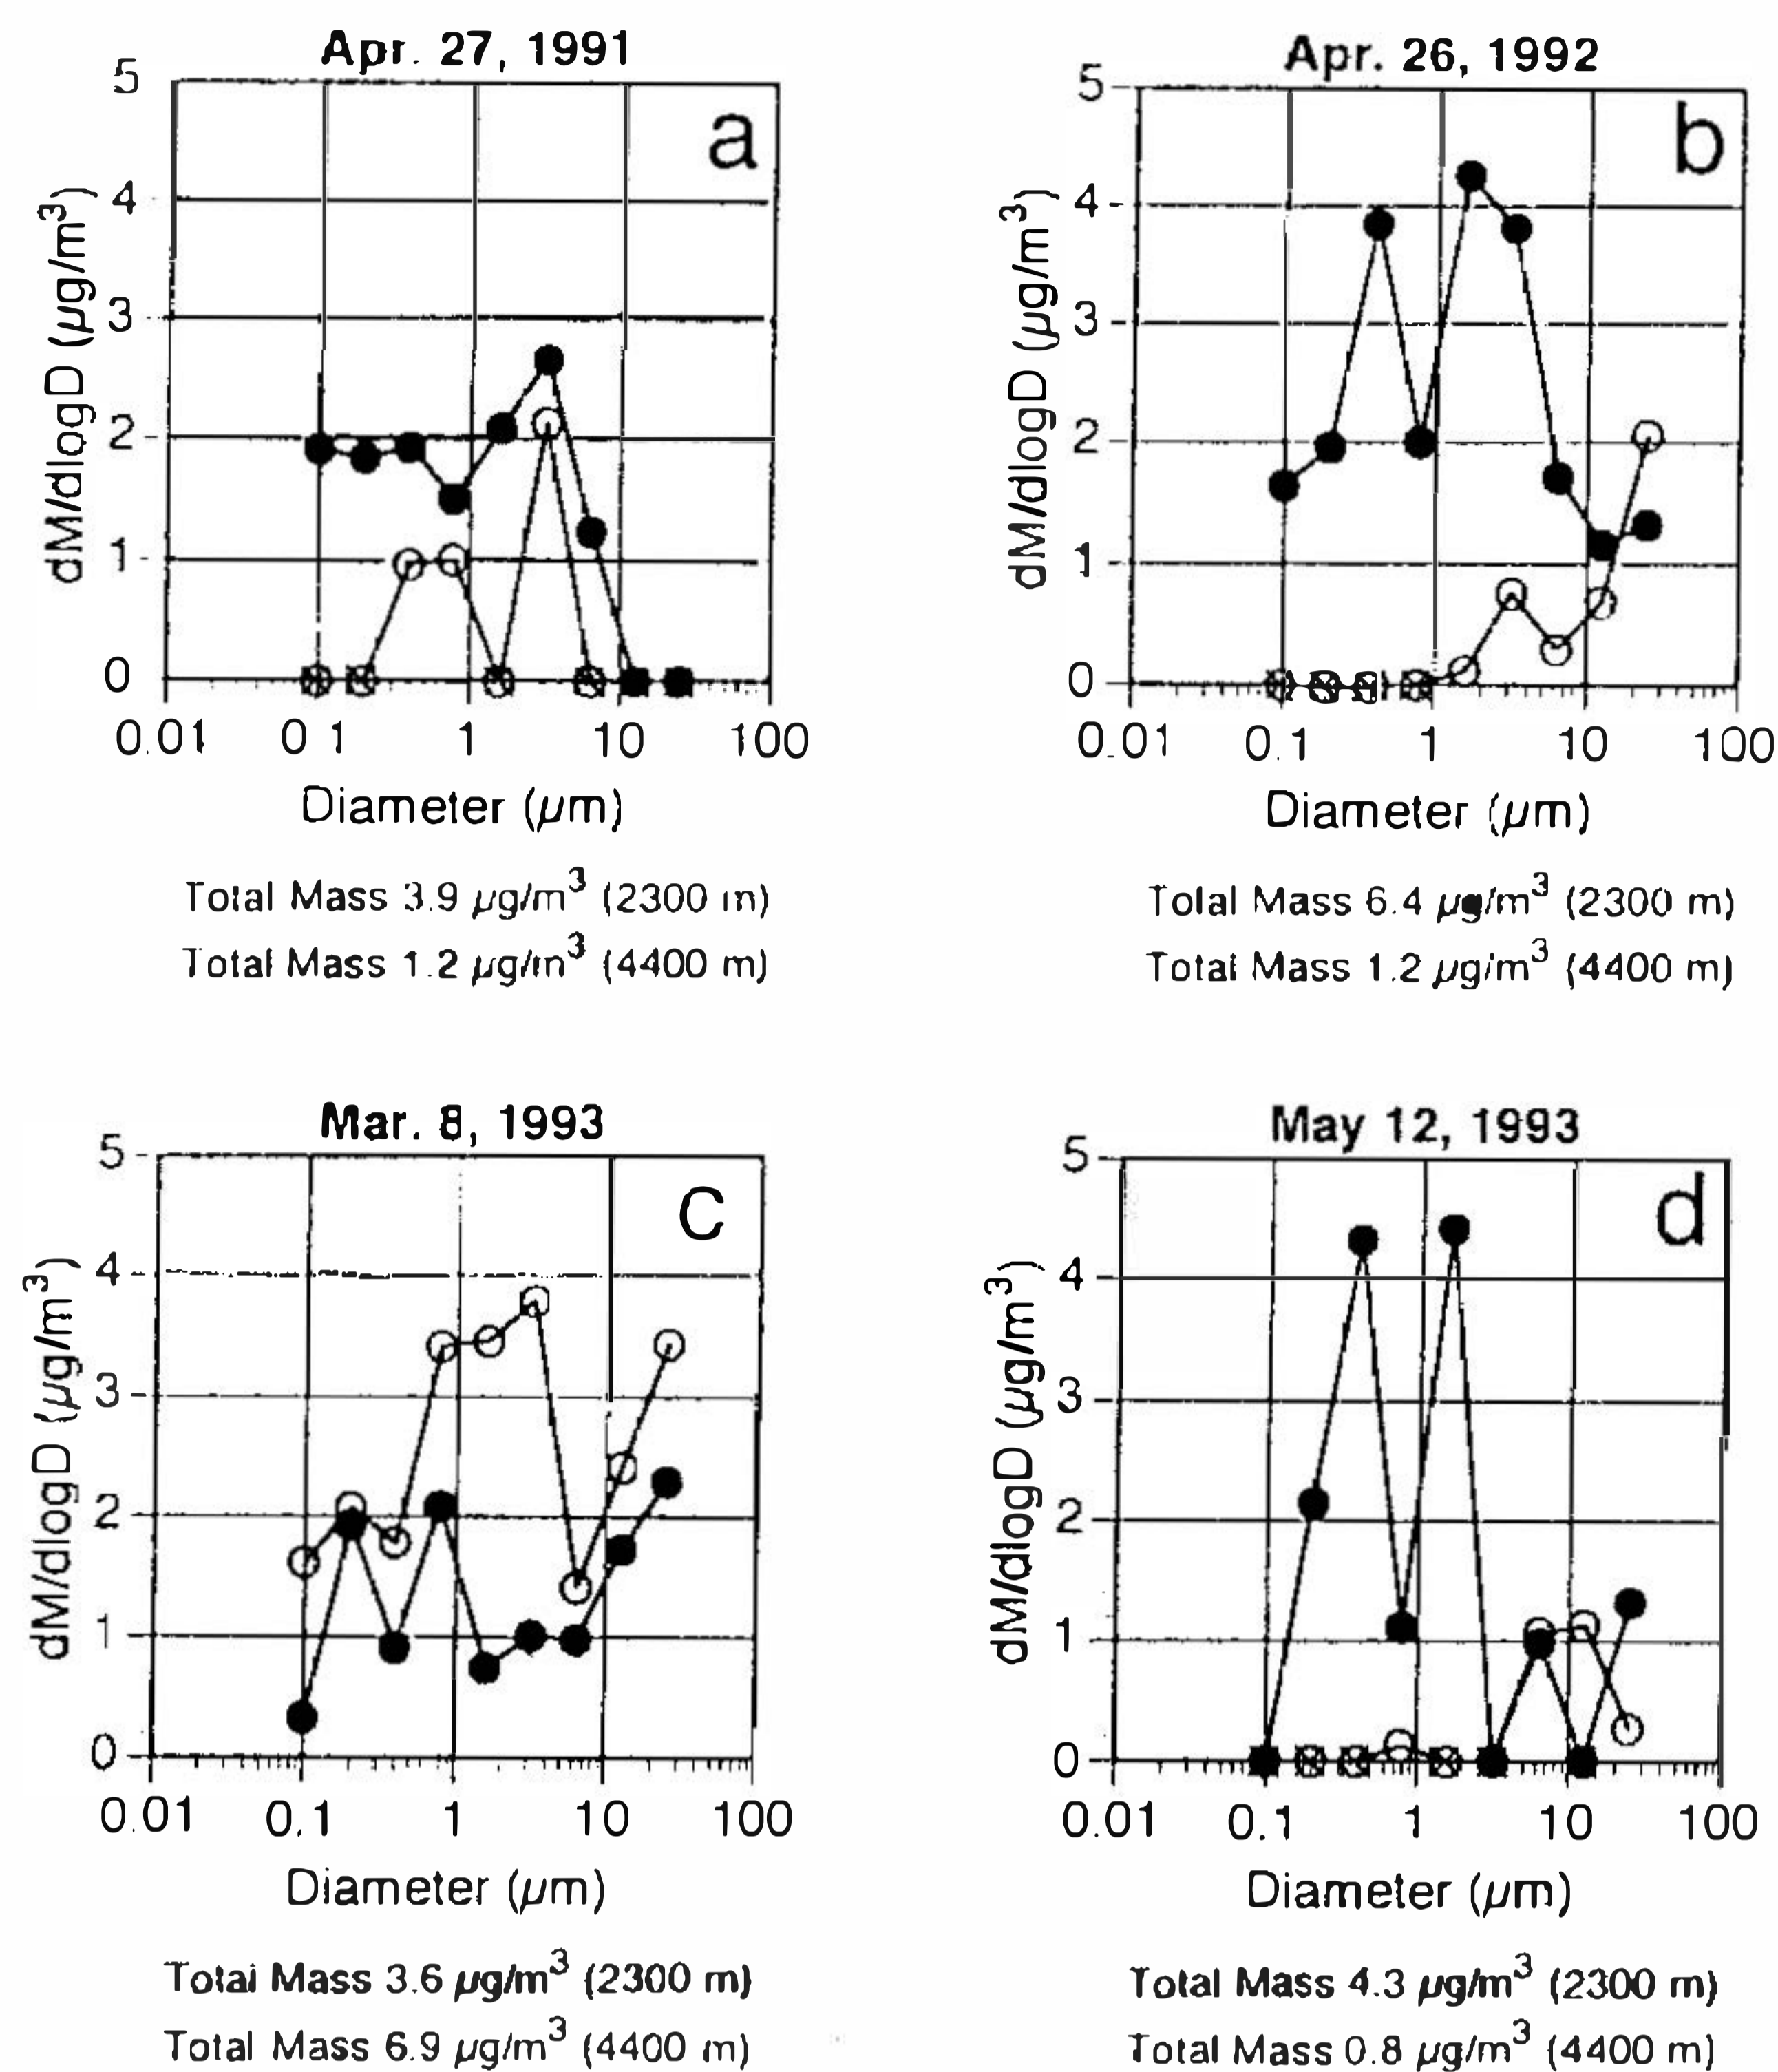 Apr. 27, 1991
a
5
4
3
2
1
0
dM/dlogD (µg/m³)
0.01 0 1 1 10 100
Diameter (µm)
Total Mass 3.9 µg/m³ (2300 m)
Total Mass 1.2 µg/m³ (4400 m)
Apr. 26, 1992
b
5
4
3
2
1
0
dM/dlogD (µg/m³)
0.01 0.1 1 10 100
Diameter (µm)
Total Mass 6.4 µg/m³ (2300 m)
Total Mass 1.2 µg/m³ (4400 m)
Mar. 8, 1993
c
5
4
3
2
1
0
dM/dlogD (µg/m³)
0.01 0.1 1 10 100
Diameter (µm)
Total Mass 3.6 µg/m³ (2300 m)
Total Mass 6.9 µg/m³ (4400 m)
May 12, 1993
d
5
4
3
2
1
0
dM/dlogD (µg/m³)
0.01 0.1 1 10 100
Diameter (µm)
Total Mass 4.3 µg/m³ (2300 m)
Total Mass 0.8 µg/m³ (4400 m)